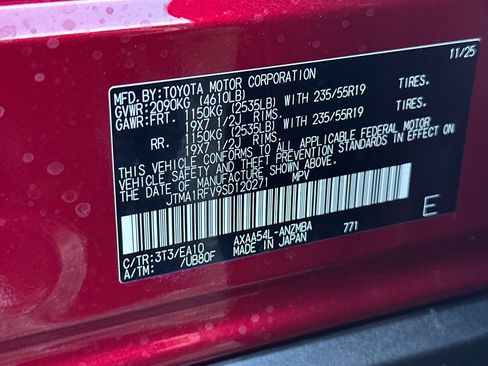 11/25
MFD.BY:TOYOTA MOTOR CORPORATION
GVWR:2090KG (4610LB)
GAWR:FRT. 1150KG (2535LB) WITH 235/55R19 TIRES.
19X7 1/2J RIMS.
RR. 1150KG (2535LB) WITH 235/55R19 TIRES.
19X7 1/2J RIMS.
THIS VEHICLE CONFORMS TO ALL APPLICABLE FEDERAL MOTOR
VEHICLE SAFETY AND THEFT PREVENTION STANDARDS IN EFFECT ON
THE DATE OF MANUFACTURE SHOWN ABOVE.
JTMA1RFV9SD120271 MPV
E
C/TR:3T3/EA10 AXAA54L-ANZMBA 771
A/TM: /UB80F MADE IN JAPAN